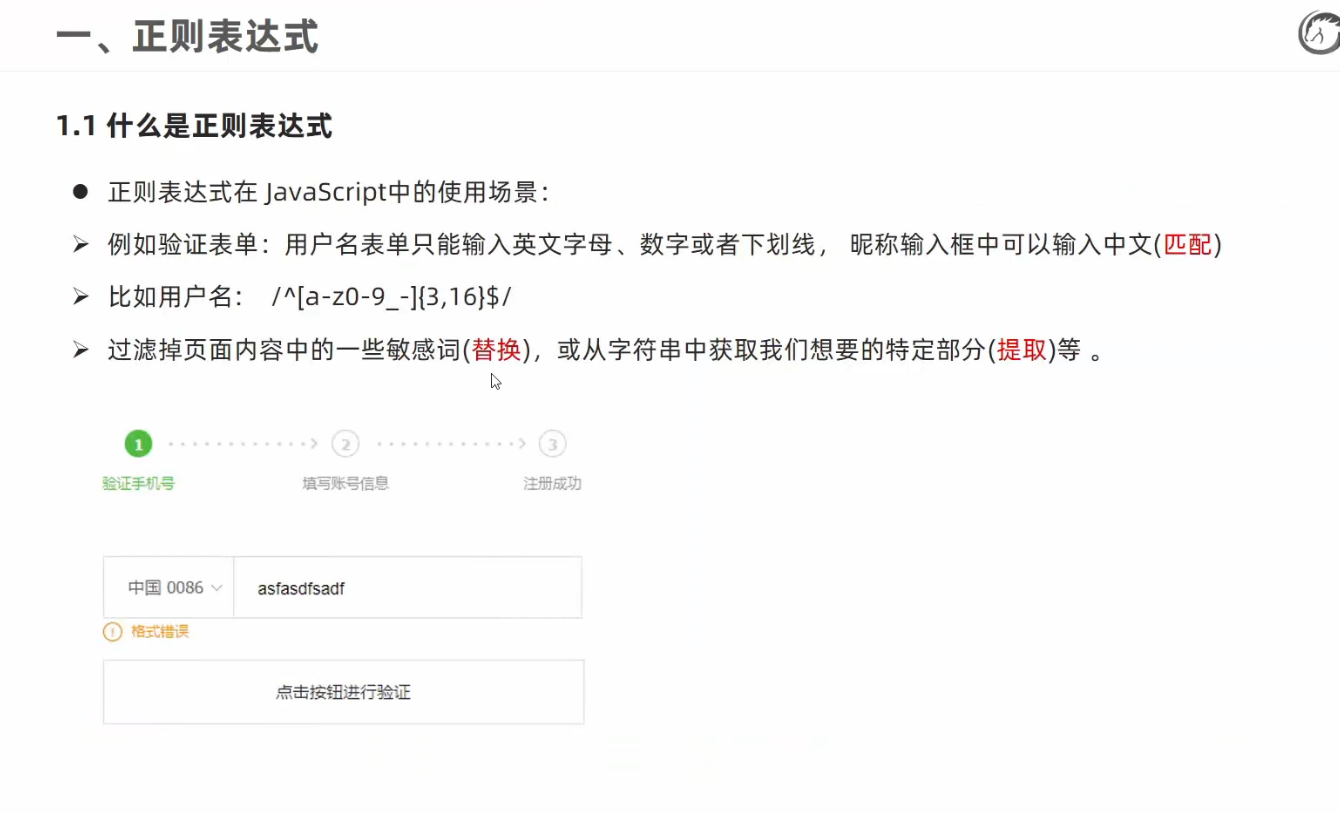 一、正则表达式
1.1 什么是正则表达式
● 正则表达式在 JavaScript中的使用场景：
➢ 例如验证表单：用户名表单只能输入英文字母、数字或者下划线， 昵称输入框中可以输入中文(匹配)
➢ 比如用户名： /^[a-z0-9_-]{3,16}$/
➢ 过滤掉页面内容中的一些敏感词(替换)，或从字符串中获取我们想要的特定部分(提取)等 。
1 2 3
验证手机号 填写账号信息 注册成功
中国 0086 asfasdfsadf
! 格式错误
点击按钮进行验证